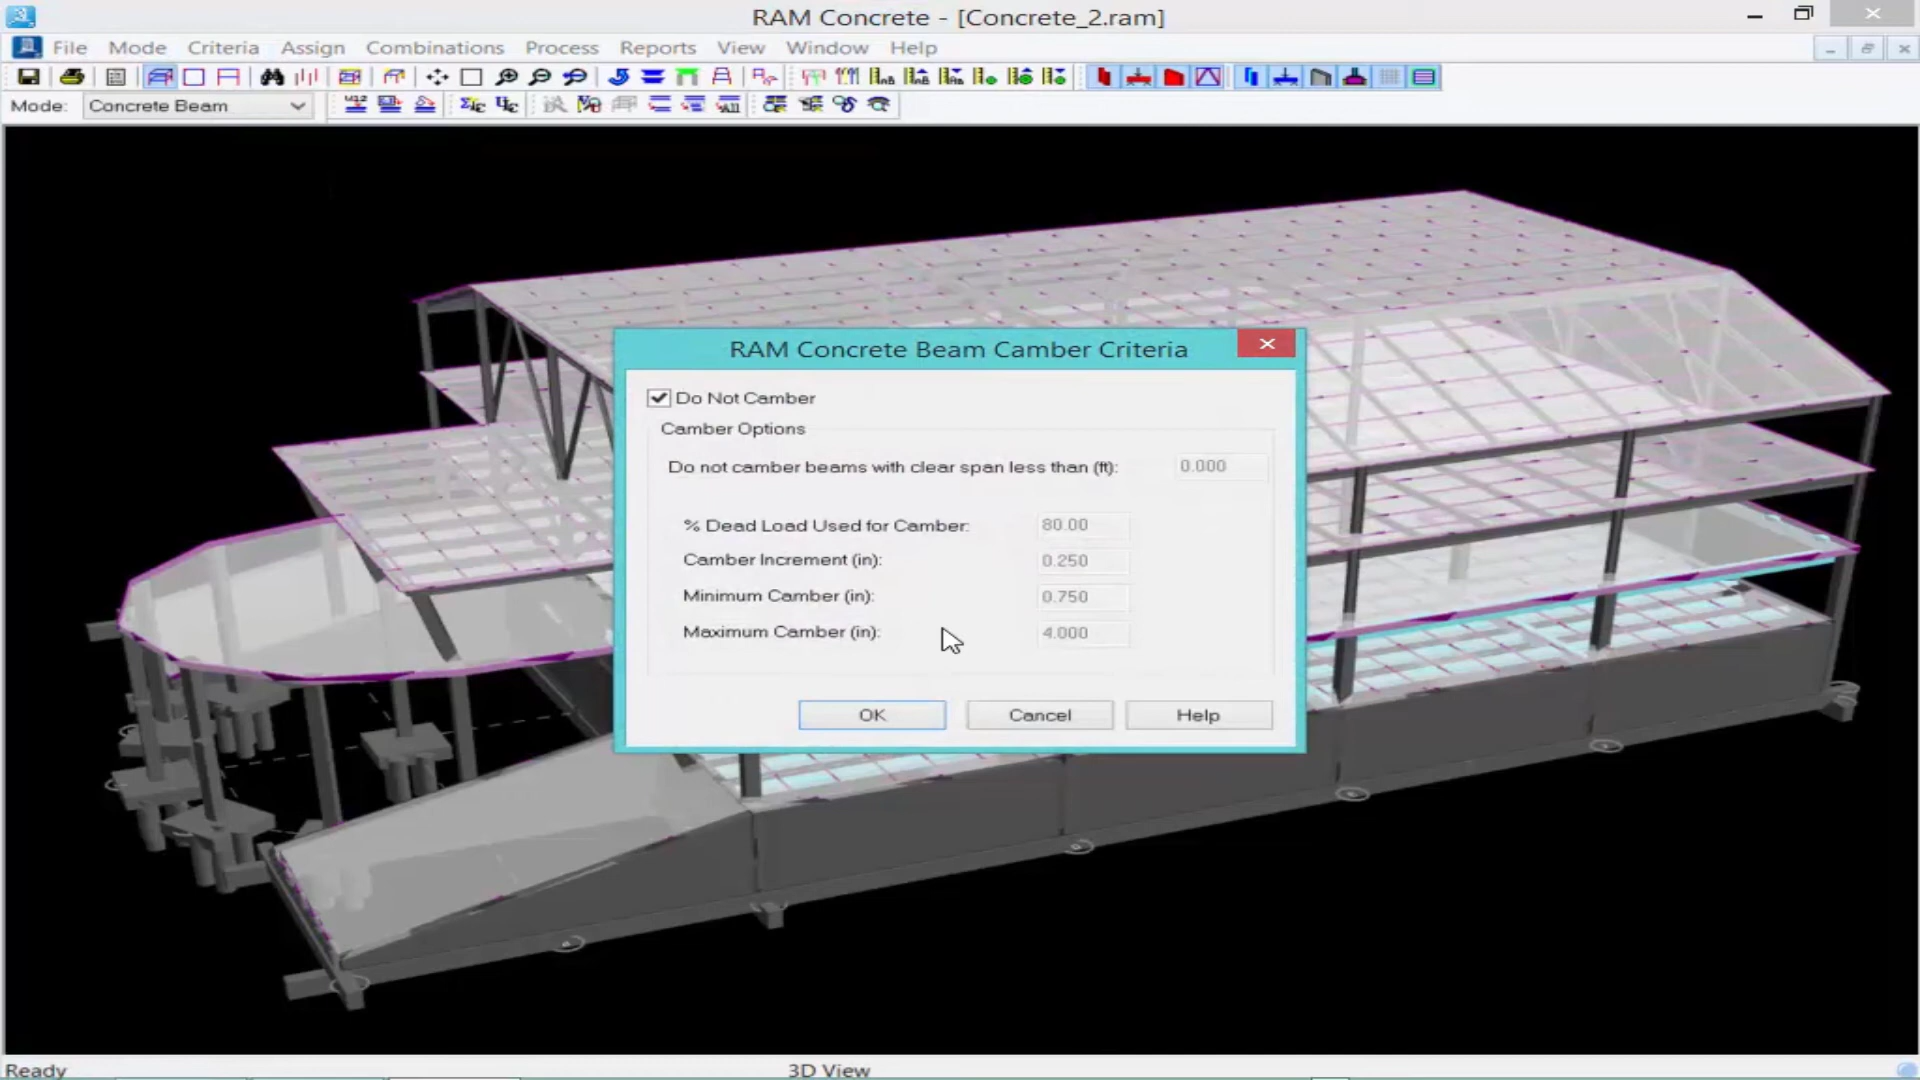 RAM Concrete - [Concrete_2.ram]
File Mode Criteria Assign Combinations Process Reports View Window Help
Mode: Concrete Beam
RAM Concrete Beam Camber Criteria
Do Not Camber
Camber Options
Do not camber beams with clear span less than (ft): 0.000
% Dead Load Used for Camber: 80.00
Camber Increment (in): 0.250
Minimum Camber (in): 0.750
Maximum Camber (in): 4.000
OK Cancel Help
Ready 3D View